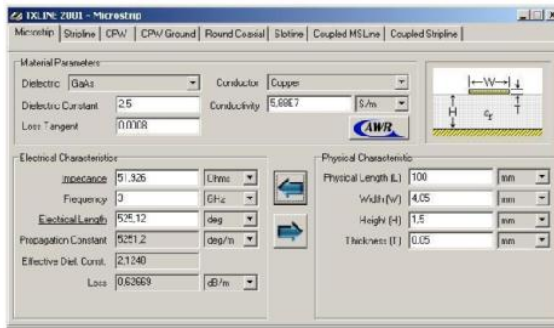 TXLINE 2001 - Microstrip
Microstrip Stripline CPW CPW Ground Round Coaxial Slotline Coupled MSLine Coupled Stripline
Material Parameters
Dielectric GaAs Conductor Copper
Dielectric Constant 2.5 Conductivity 5,88E7 S/m
Loss Tangent 0,0008 AWR
W
H T
εr
Electrical Characteristics
Impedance 51,926 Ohms
Frequency 3 GHz
Electrical Length 525,12 deg
Propagation Constant 5251,2 deg/m
Effective Diel. Const. 2,1240
Loss 0,62669 dB/m
Physical Characteristic
Physical Length (L) 100 mm
Width (W) 4,05 mm
Height (H) 1,5 mm
Thickness (T) 0.05 mm